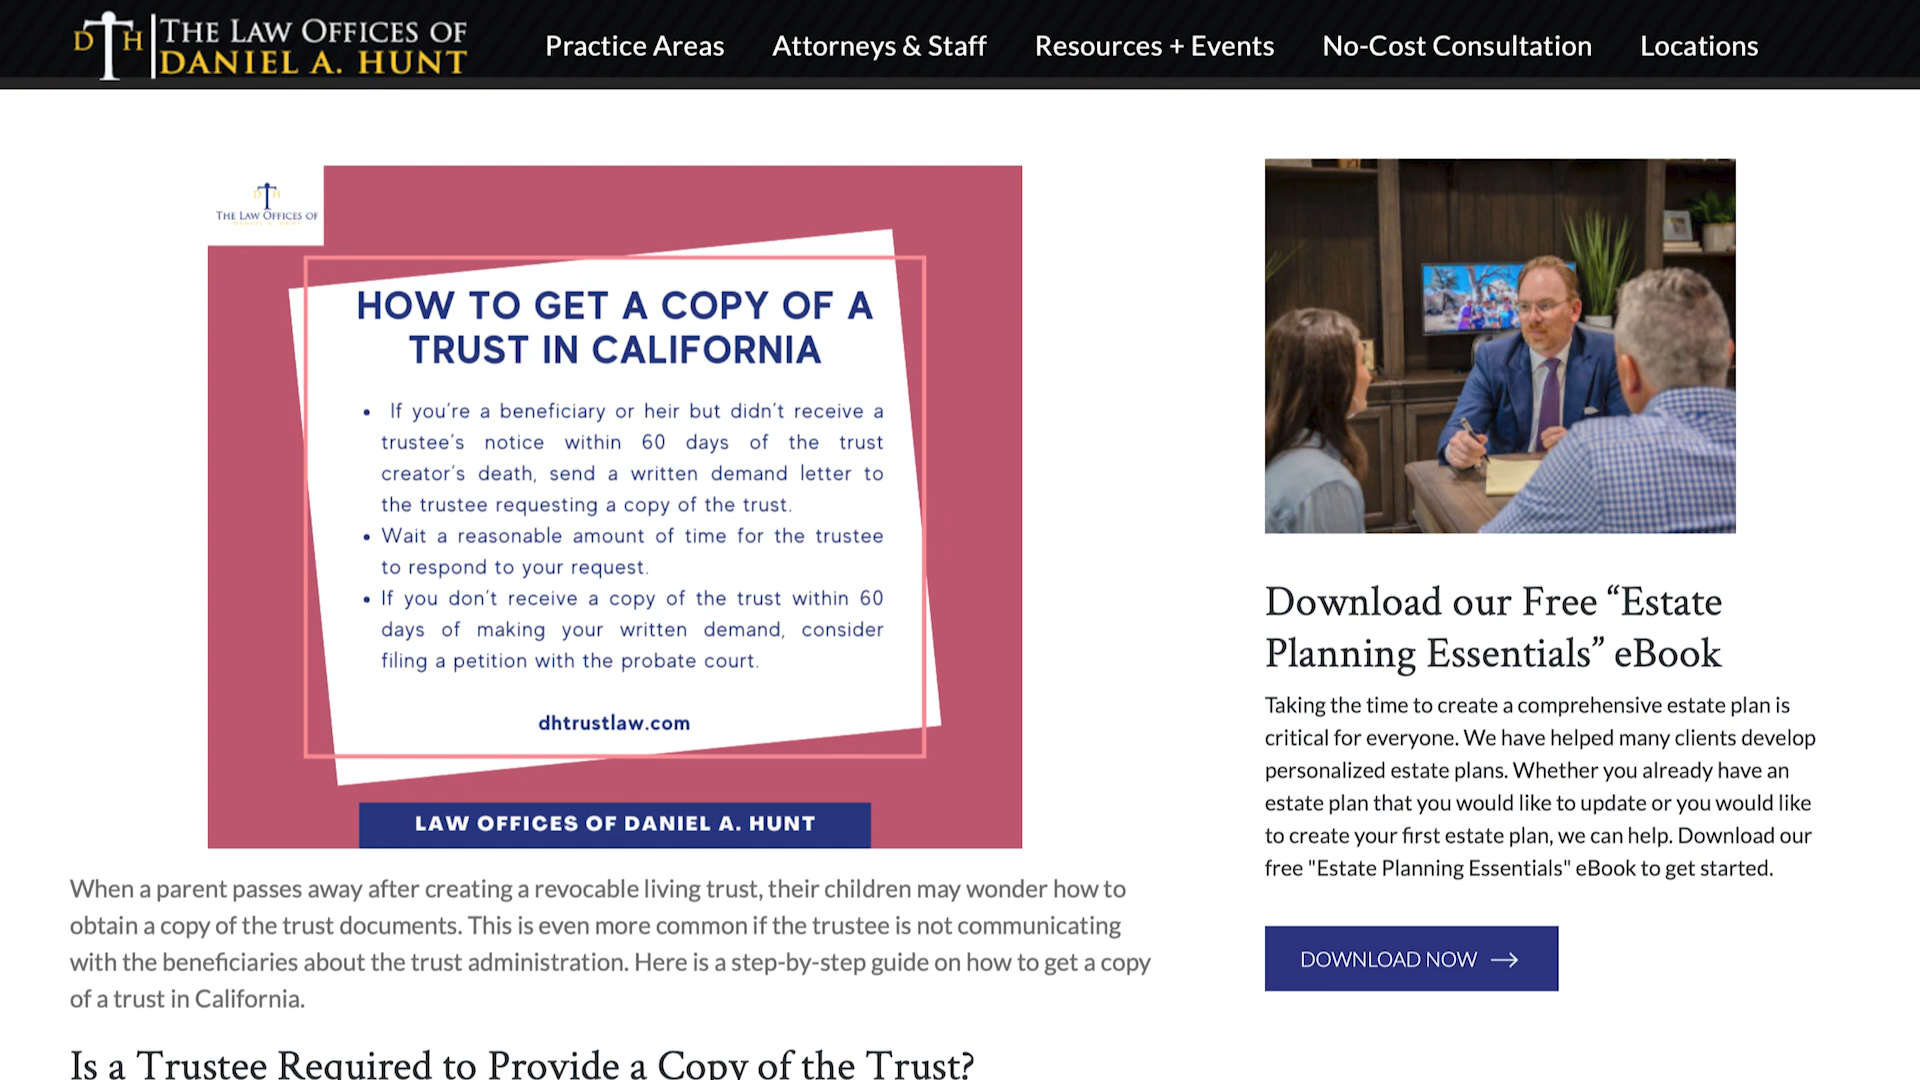 D H THE LAW OFFICES OF
DANIEL A. HUNT
Practice Areas
Attorneys & Staff
Resources + Events
No-Cost Consultation
Locations
D H
THE LAW OFFICES OF
HOW TO GET A COPY OF A
TRUST IN CALIFORNIA
• If you're a beneficiary or heir but didn't receive a
trustee's notice within 60 days of the trust
creator's death, send a written demand letter to
the trustee requesting a copy of the trust.
• Wait a reasonable amount of time for the trustee
to respond to your request.
• If you don't receive a copy of the trust within 60
days of making your written demand, consider
filing a petition with the probate court.
dhtrustlaw.com
LAW OFFICES OF DANIEL A. HUNT
When a parent passes away after creating a revocable living trust, their children may wonder how to
obtain a copy of the trust documents. This is even more common if the trustee is not communicating
with the beneficiaries about the trust administration. Here is a step-by-step guide on how to get a copy
of a trust in California.
Is a Trustee Required to Provide a Copy of the Trust?
Download our Free “Estate
Planning Essentials” eBook
Taking the time to create a comprehensive estate plan is
critical for everyone. We have helped many clients develop
personalized estate plans. Whether you already have an
estate plan that you would like to update or you would like
to create your first estate plan, we can help. Download our
free "Estate Planning Essentials" eBook to get started.
DOWNLOAD NOW →